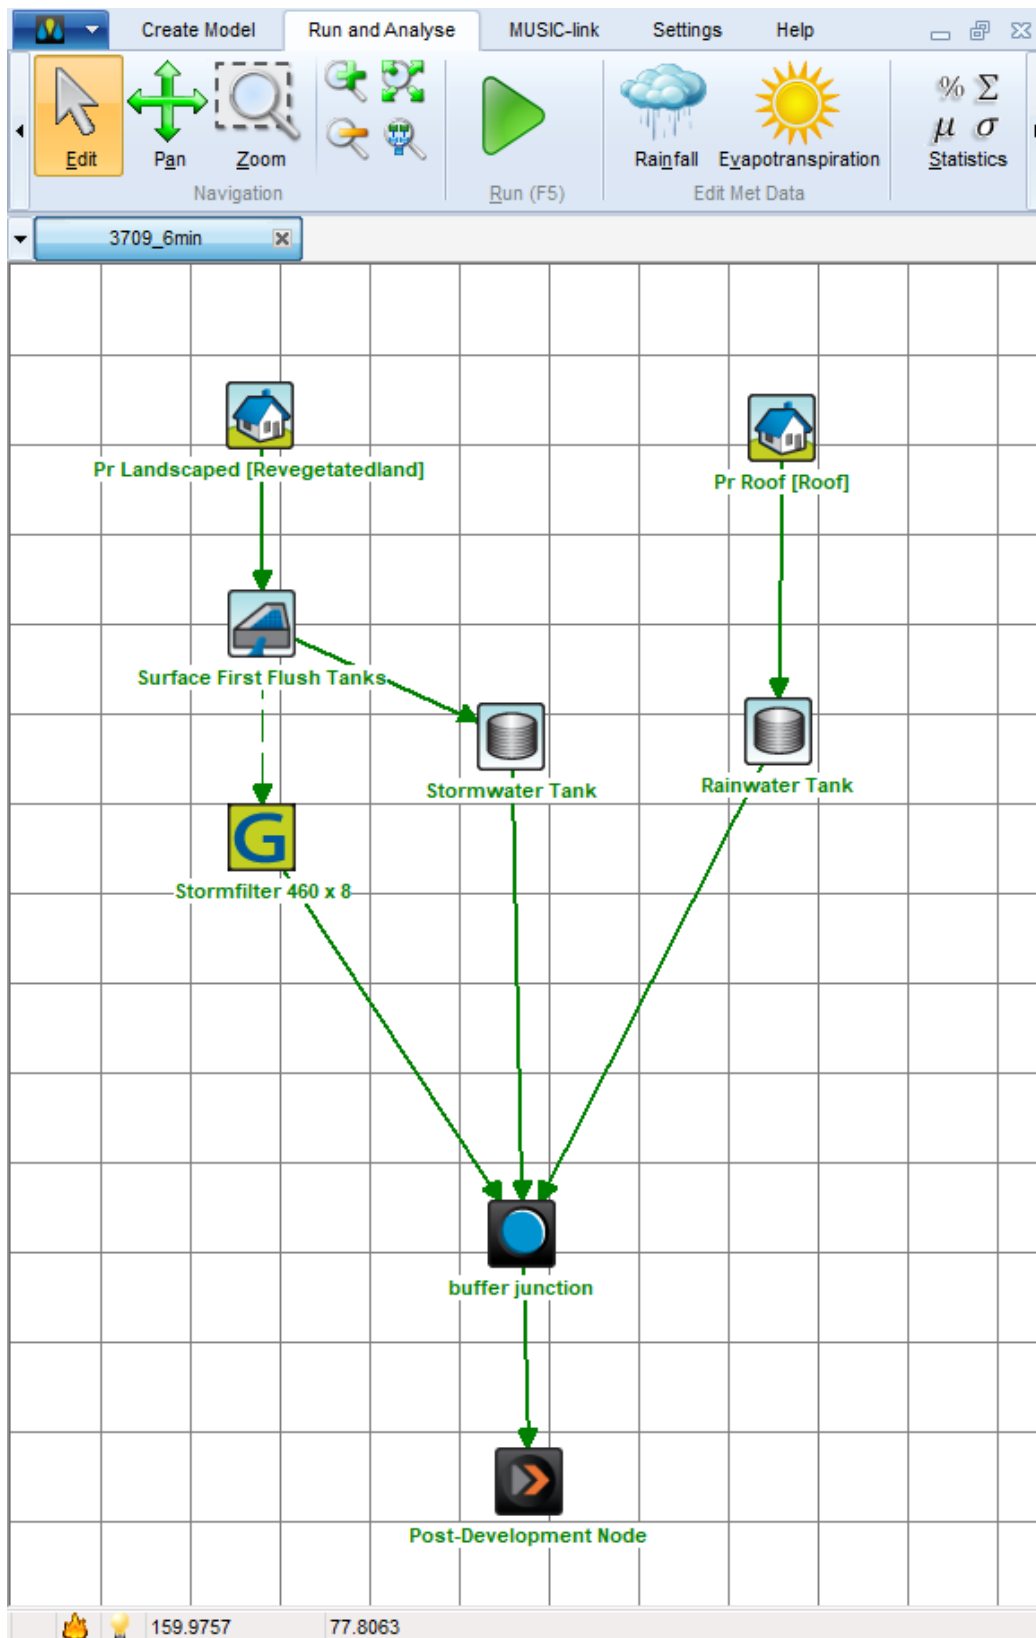 Create Model
Run and Analyse
MUSIC-link
Settings
Help
Edit
Pan
Zoom
Navigation
Run (F5)
Rainfall
Evapotranspiration
Edit Met Data
% Σ
μ σ
Statistics
3709_6min
Pr Landscaped [Revegetatedland]
Pr Roof [Roof]
Surface First Flush Tanks
Stormwater Tank
Rainwater Tank
G
Stormfilter 460 x 8
buffer junction
Post-Development Node
159.9757
77.8063